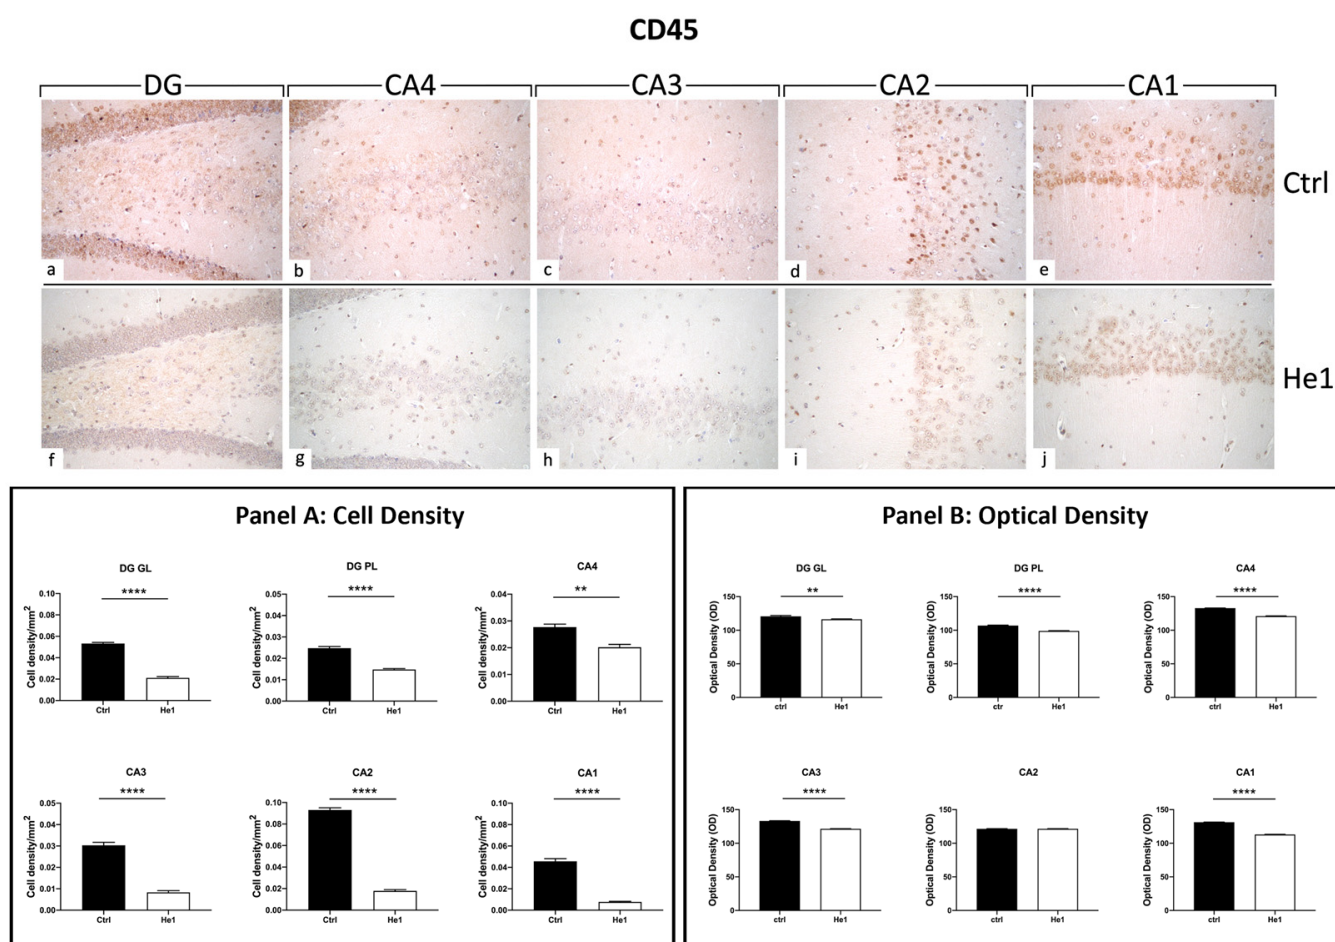 CD45
DG CA4 CA3 CA2 CA1
a b c d e Ctrl
f g h i j He1
Panel A: Cell Density
DG GL
****
Cell density/mm²
0.10
0.08
0.06
0.04
0.02
0.00
Ctrl He1
DG PL
****
Cell density/mm²
0.05
0.04
0.03
0.02
0.01
0.00
Ctrl He1
CA4
**
Cell density/mm²
0.04
0.03
0.02
0.01
0.00
Ctrl He1
CA3
****
Cell density/mm²
0.05
0.04
0.03
0.02
0.01
0.00
Ctrl He1
CA2
****
Cell density/mm²
0.10
0.08
0.06
0.04
0.02
0.00
Ctrl He1
CA1
****
Cell density/mm²
0.10
0.08
0.06
0.04
0.02
0.00
Ctrl He1
Panel B: Optical Density
DG GL
**
Optical Density (OD)
150
100
50
0
ctrl He1
DG PL
****
Optical Density (OD)
150
100
50
0
ctr He1
CA4
****
Optical Density (OD)
150
100
50
0
ctrl He1
CA3
****
Optical Density (OD)
150
100
50
0
ctrl He1
CA2
Optical Density (OD)
150
100
50
0
ctrl He1
CA1
****
Optical Density (OD)
150
100
50
0
ctrl He1